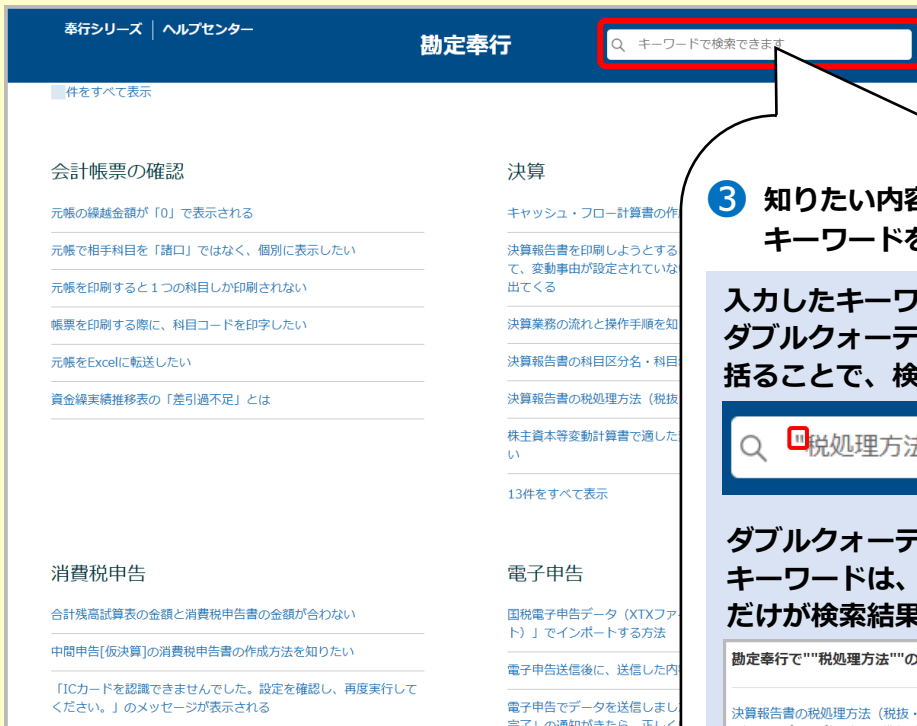 奉行シリーズ | ヘルプセンター
勘定奉行
キーワードで検索できます
件をすべて表示
会計帳票の確認
元帳の繰越金額が「0」で表示される
元帳で相手科目を「諸口」ではなく、個別に表示したい
元帳を印刷すると１つの科目しか印刷されない
帳票を印刷する際に、科目コードを印字したい
元帳をExcelに転送したい
資金繰実績推移表の「差引過不足」とは
決算
キャッシュ・フロー計算書の作
決算報告書を印刷しようとする
て、変動事由が設定されていな
出てくる
決算業務の流れと操作手順を知
決算報告書の科目区分名・科目
決算報告書の税処理方法（税抜
株主資本等変動計算書で適した
い
13件をすべて表示
消費税申告
合計残高試算表の金額と消費税申告書の金額が合わない
中間申告[仮決算]の消費税申告書の作成方法を知りたい
「ICカードを認識できませんでした。設定を確認し、再度実行して
ください。」のメッセージが表示される
電子申告
国税電子申告データ（XTXファ
ト）」でインポートする方法
電子申告送信後に、送信した内
電子申告でデータを送信しまし
完了」の通知がきたら、正しく
3 知りたい内容
キーワードを
入力したキーワ
ダブルクォーテ
括ることで、検
"税処理方法
ダブルクォーテ
キーワードは、
だけが検索結果
勘定奉行で""税処理方法""の
決算報告書の税処理方法（税抜・